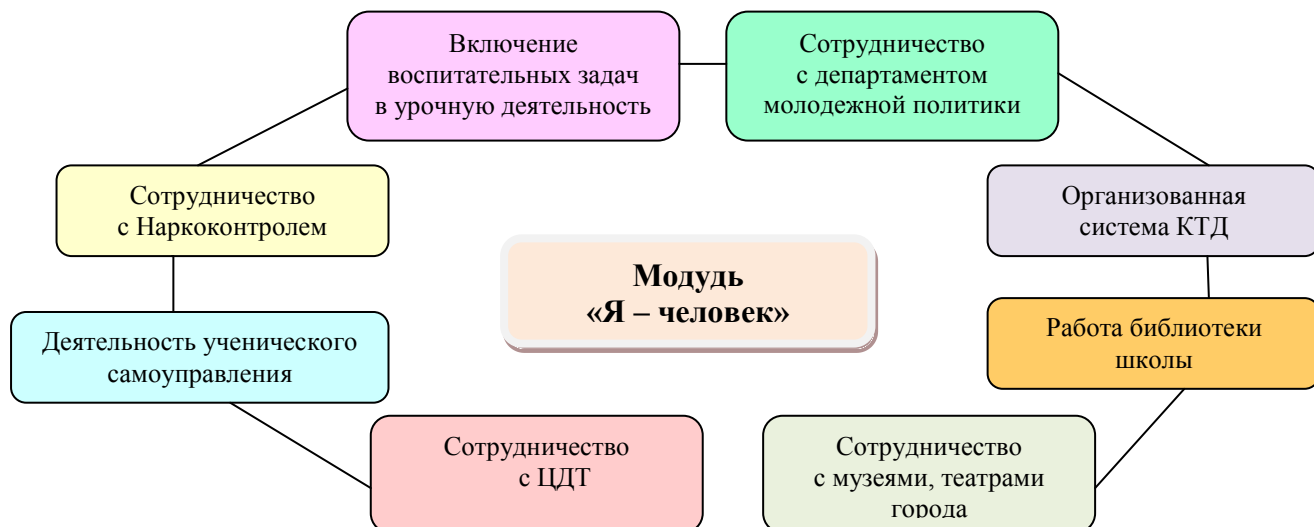 Включение
воспитательных задач
в урочную деятельность
Сотрудничество
с департаментом
молодежной политики
Сотрудничество
с Наркоконтролем
Организованная
система КТД
Модудь
«Я – человек»
Деятельность ученического
самоуправления
Работа библиотеки
школы
Сотрудничество
с ЦДТ
Сотрудничество
с музеями, театрами
города